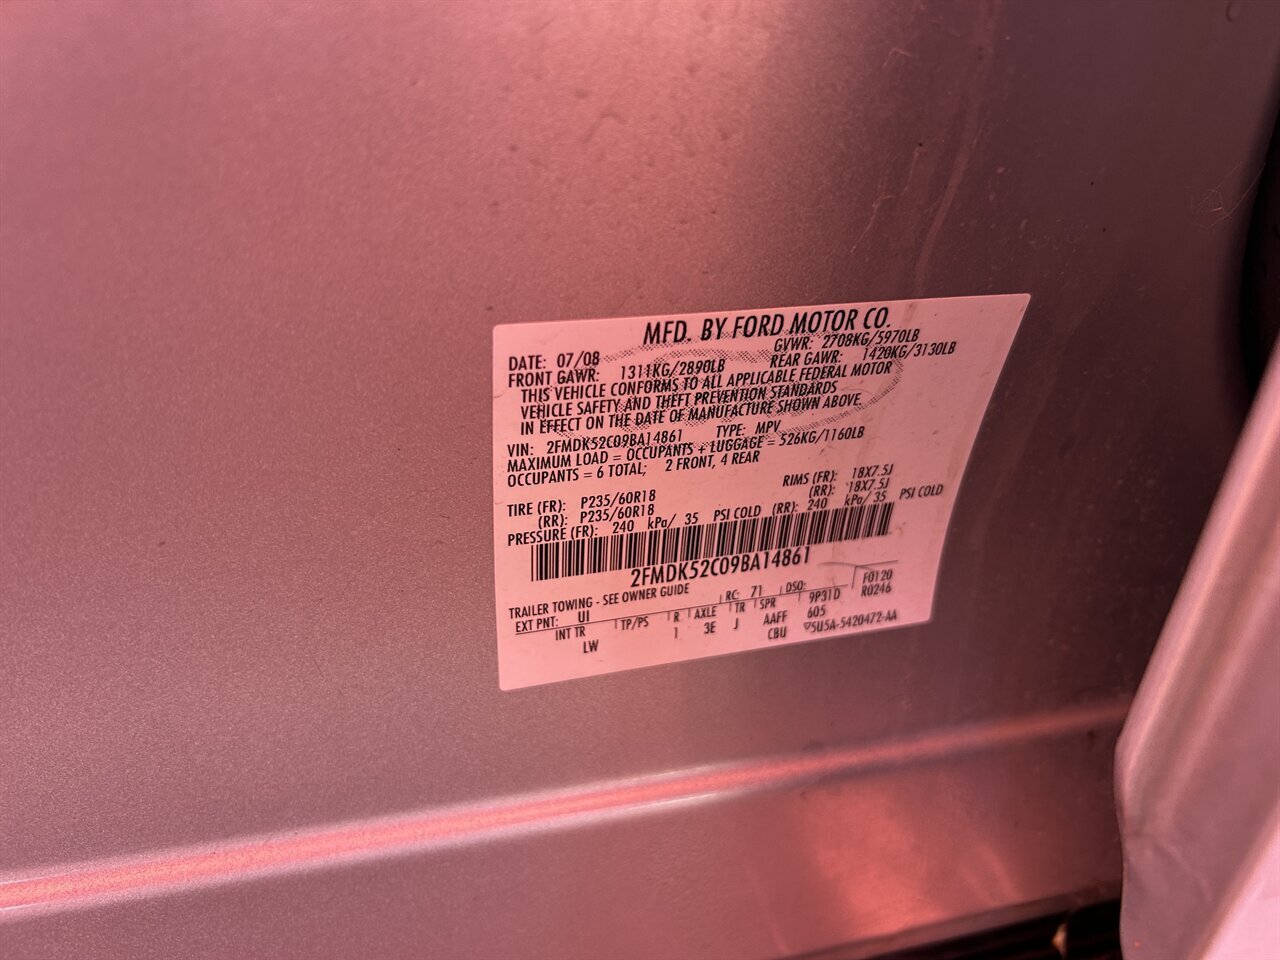 MFD. BY FORD MOTOR CO.
DATE: 07/08 GVWR: 2708KG/5970LB
FRONT GAWR: 1311KG/2890LB REAR GAWR: 1420KG/3130LB
THIS VEHICLE CONFORMS TO ALL APPLICABLE FEDERAL MOTOR
VEHICLE SAFETY AND THEFT PREVENTION STANDARDS
IN EFFECT ON THE DATE OF MANUFACTURE SHOWN ABOVE.
VIN: 2FMDK52C09BA14861 TYPE: MPV
MAXIMUM LOAD = OCCUPANTS + LUGGAGE = 526KG/1160LB
OCCUPANTS = 6 TOTAL; 2 FRONT, 4 REAR
TIRE (FR): P235/60R18 RIMS (FR): 18X7.5J
(RR): P235/60R18 (RR): 18X7.5J
PRESSURE (FR): 240 kPa/ 35 PSI COLD (RR): 240 kPa/ 35 PSI COLD
2FMDK52C09BA14861
TRAILER TOWING - SEE OWNER GUIDE
EXT PNT: UI RC: 71 DSO: F0120
INT TR TP/PS R AXLE TR SPR 9P31D R0246
LW 1 3E J AAFF 605
CBU ▽5U5A-5420472-AA